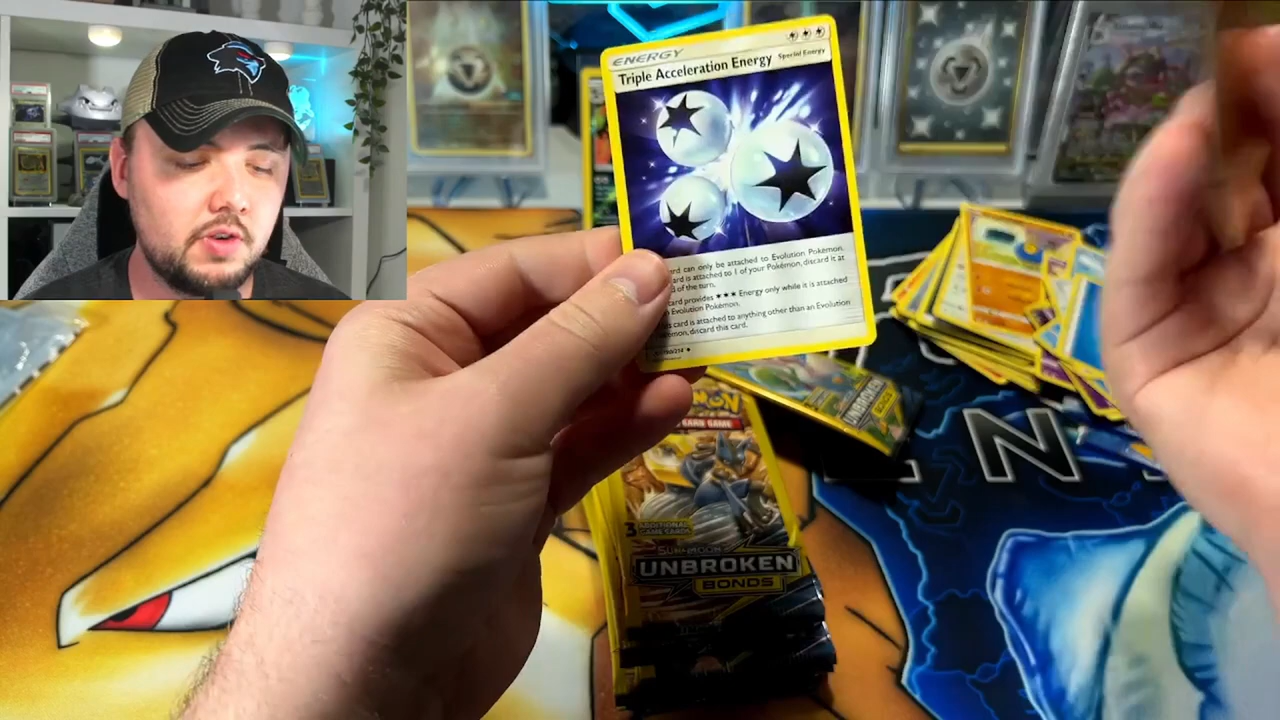 ENERGY
Special Energy
Triple Acceleration Energy
can only be attached to Evolution Pokémon.
is attached to 1 of your Pokémon, discard it at
of the turn.
card provides Energy only while it is attached
Evolution Pokémon.
card is attached to anything other than an Evolution
discard this card.
UNBROKEN
BONDS
CARD GAME
3 ADDITIONAL
GAME CARDS
SUN & MOON
UNBROKEN
BONDS
N